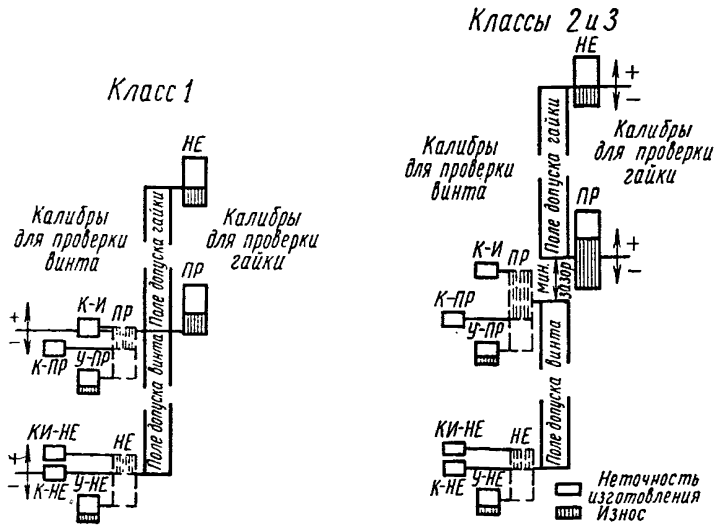 Классы 2 и 3
НЕ
+
−
Класс 1
НЕ
Калибры
для проверки
винта
Калибры
для проверки
гайки
Поле допуска гайки
ПР
К-И
ПР
+
−
К-ПР
У-ПР
Поле допуска винта
КИ-НЕ
НЕ
+
−
К-НЕ
У-НЕ
Калибры
для проверки
винта
Калибры
для проверки
гайки
Поле допуска гайки
ПР
+
−
К-И
ПР
мин.
зазор
К-ПР
У-ПР
Поле допуска винта
КИ-НЕ
НЕ
К-НЕ
У-НЕ
Неточность
изготовления
Износ